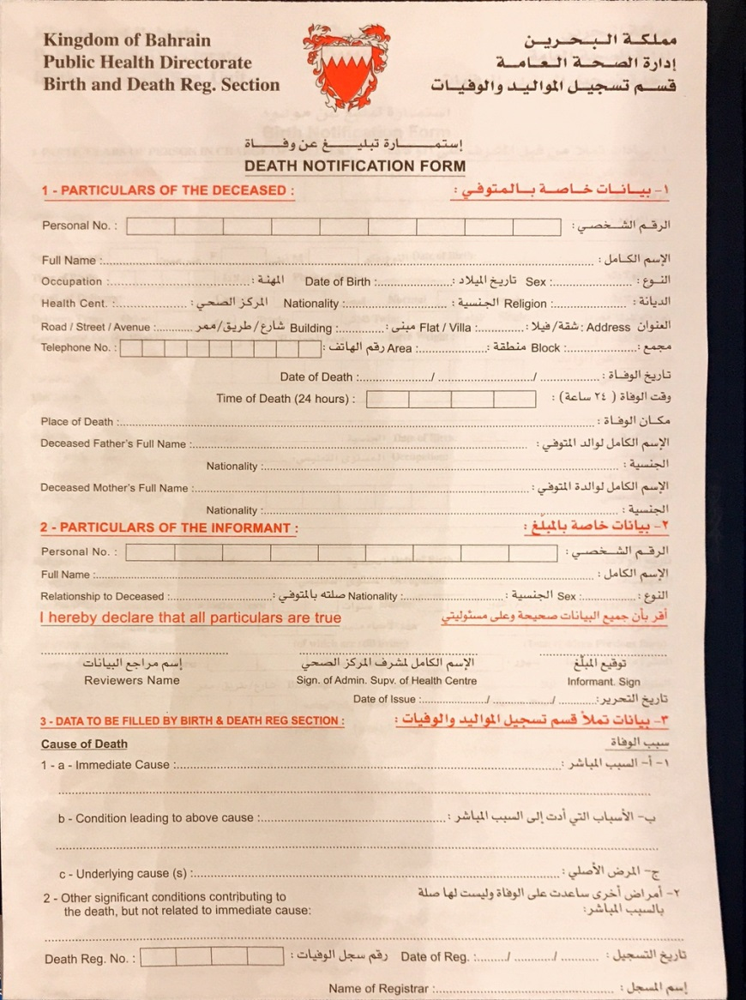 Kingdom of Bahrain
Public Health Directorate
Birth and Death Reg. Section
مملكة البحرين
إدارة الصحة العامة
قسم تسجيل المواليد والوفيات
إستمارة تبليغ عن وفاة
DEATH NOTIFICATION FORM
1 - PARTICULARS OF THE DECEASED : ١- بيانات خاصة بالمتوفي :
Personal No. : الرقم الشخصي :
Full Name : الإسم الكامل :
Occupation : المهنة : Date of Birth : تاريخ الميلاد : Sex : النوع :
Health Cent. : المركز الصحي : Nationality : الجنسية : Religion : الديانة :
Road / Street / Avenue : شارع/طريق/ممر Building : مبنى Flat / Villa : شقة/فيلا : Address : العنوان
Telephone No. : رقم الهاتف : Area : منطقة : Block : مجمع :
Date of Death : / / تاريخ الوفاة :
Time of Death (24 hours) : وقت الوفاة ( ٢٤ ساعة) :
Place of Death : مكان الوفاة :
Deceased Father's Full Name : الإسم الكامل لوالد المتوفي :
Nationality : الجنسية :
Deceased Mother's Full Name : الإسم الكامل لوالدة المتوفي :
Nationality : الجنسية :
2 - PARTICULARS OF THE INFORMANT : ٢- بيانات خاصة بالمبلّغ :
Personal No. : الرقم الشخصي :
Full Name : الإسم الكامل :
Relationship to Deceased : صلته بالمتوفي : Nationality : الجنسية : Sex : النوع :
I hereby declare that all particulars are true أقر بأن جميع البيانات صحيحة وعلى مسئوليتي
إسم مراجع البيانات الإسم الكامل لمشرف المركز الصحي توقيع المبلّغ
Reviewers Name Sign. of Admin. Supv. of Health Centre Informant. Sign
Date of Issue : / / تاريخ التحرير :
3 - DATA TO BE FILLED BY BIRTH & DEATH REG SECTION : ٣- بيانات تملأ قسم تسجيل المواليد والوفيات :
Cause of Death سبب الوفاة
1 - a - Immediate Cause : ١- أ- السبب المباشر :
b - Condition leading to above cause : ب- الأسباب التي أدت إلى السبب المباشر :
c - Underlying cause (s) : ج- المرض الأصلي :
2 - Other significant conditions contributing to ٢- أمراض أخرى ساعدت على الوفاة وليست لها صلة
the death, but not related to immediate cause: بالسبب المباشر:
Death Reg. No. : رقم سجل الوفيات : Date of Reg. : / / تاريخ التسجيل :
Name of Registrar : إسم المسجل :